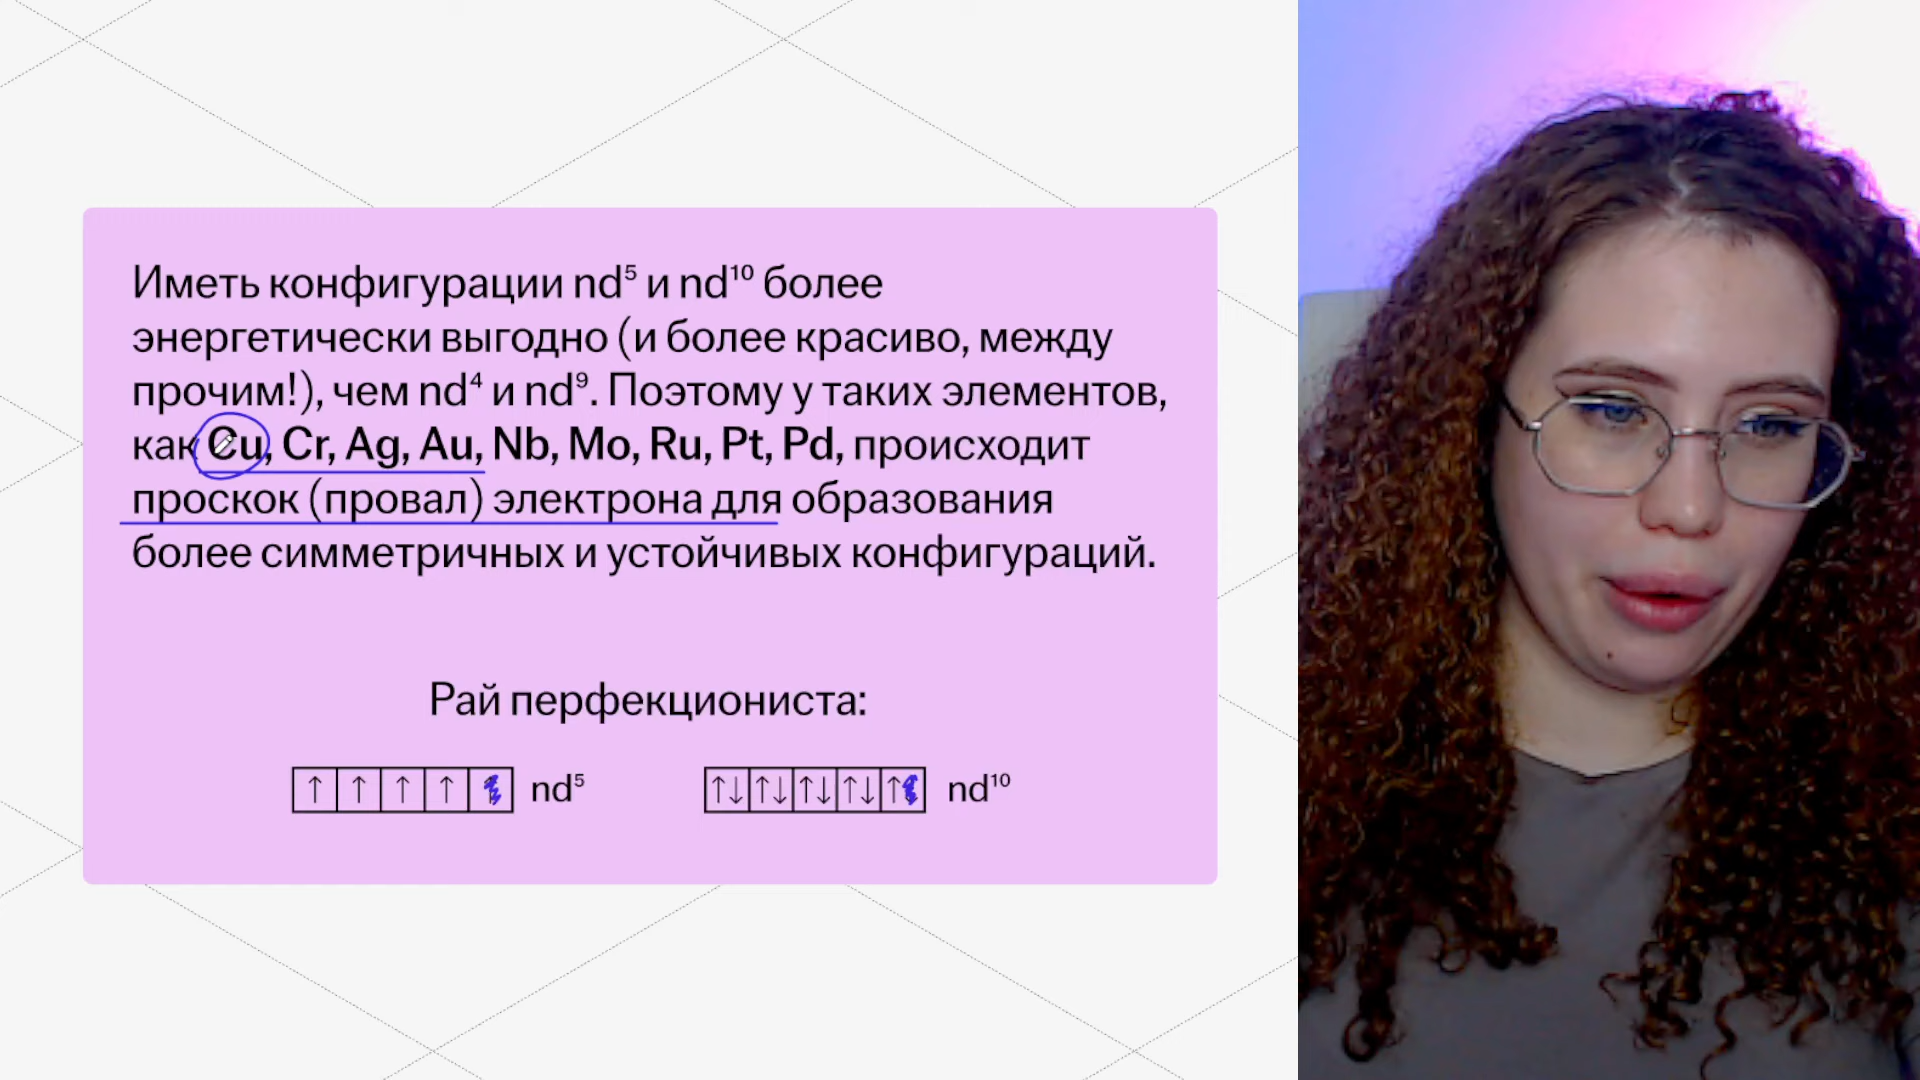 Иметь конфигурации nd⁵ и nd¹⁰ более
энергетически выгодно (и более красиво, между
прочим!), чем nd⁴ и nd⁹. Поэтому у таких элементов,
как Cu, Cr, Ag, Au, Nb, Mo, Ru, Pt, Pd, происходит
проскок (провал) электрона для образования
более симметричных и устойчивых конфигураций.
Рай перфекциониста:
↑ ↑ ↑ ↑ nd⁵
↑↓ ↑↓ ↑↓ ↑↓ ↑ nd¹⁰